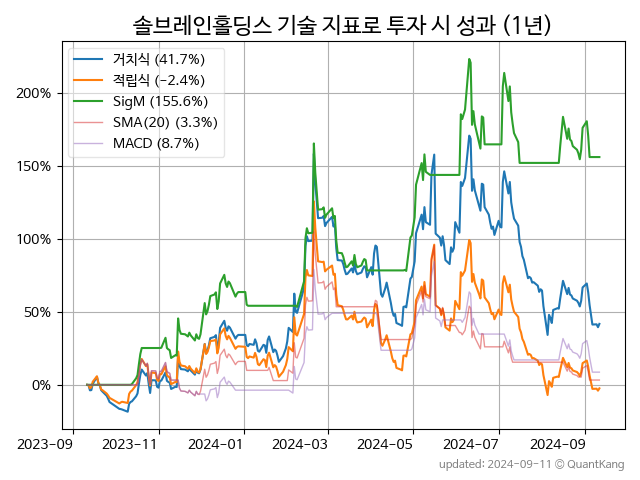 솔브레인홀딩스 기술 지표로 투자 시 성과 (1년)
거치식 (41.7%)
적립식 (-2.4%)
SigM (155.6%)
SMA(20) (3.3%)
MACD (8.7%)
200%
150%
100%
50%
0%
2023-09 2023-11 2024-01 2024-03 2024-05 2024-07 2024-09
updated: 2024-09-11 © QuantKang